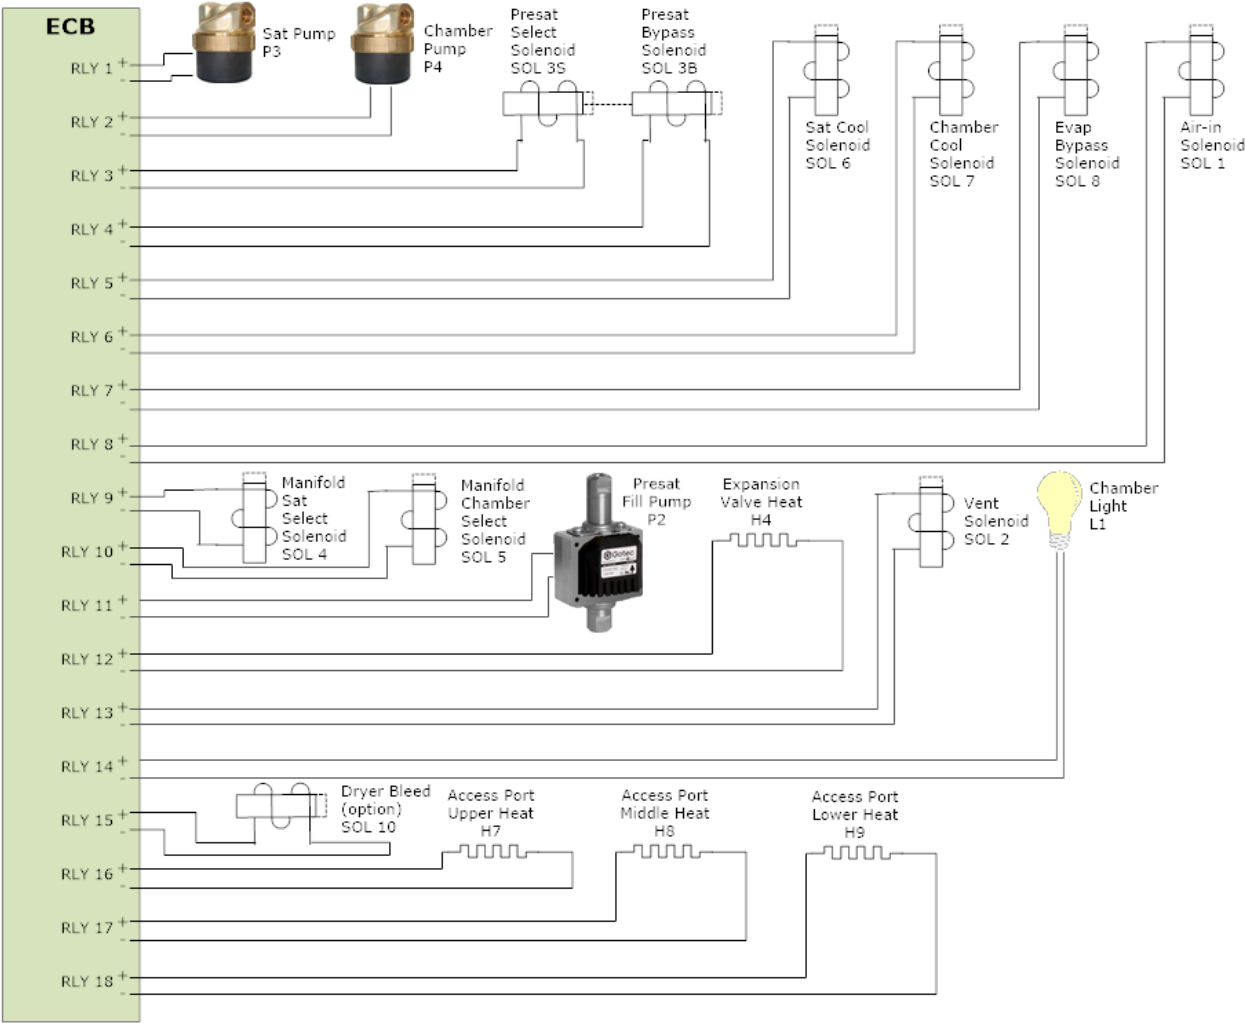 ECB
Sat Pump
P3
Chamber
Pump
P4
Presat
Select
Solenoid
SOL 3S
Presat
Bypass
Solenoid
SOL 3B
Sat Cool
Solenoid
SOL 6
Chamber
Cool
Solenoid
SOL 7
Evap
Bypass
Solenoid
SOL 8
Air-in
Solenoid
SOL 1
RLY 1 +
-
RLY 2 +
-
RLY 3 +
-
RLY 4 +
-
RLY 5 +
-
RLY 6 +
-
RLY 7 +
-
RLY 8 +
-
RLY 9 +
-
RLY 10 +
-
RLY 11 +
-
RLY 12 +
-
RLY 13 +
-
RLY 14 +
-
RLY 15 +
-
RLY 16 +
-
RLY 17 +
-
RLY 18 +
-
Manifold
Sat
Select
Solenoid
SOL 4
Manifold
Chamber
Select
Solenoid
SOL 5
Presat
Fill Pump
P2
Gotec
Expansion
Valve Heat
H4
Vent
Solenoid
SOL 2
Chamber
Light
L1
Dryer Bleed
(option)
SOL 10
Access Port
Upper Heat
H7
Access Port
Middle Heat
H8
Access Port
Lower Heat
H9